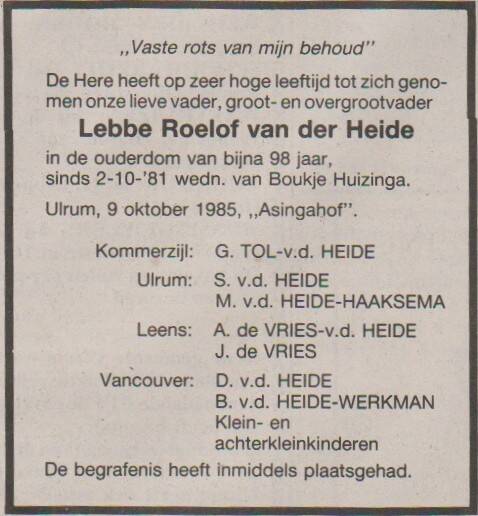 ,,Vaste rots van mijn behoud"
De Here heeft op zeer hoge leeftijd tot zich geno-
men onze lieve vader, groot- en overgrootvader
Lebbe Roelof van der Heide
in de ouderdom van bijna 98 jaar,
sinds 2-10-'81 wedn. van Boukje Huizinga.
Ulrum, 9 oktober 1985, ,,Asingahof".
Kommerzijl: G. TOL-v.d. HEIDE
Ulrum: S. v.d. HEIDE
M. v.d. HEIDE-HAAKSEMA
Leens: A. de VRIES-v.d. HEIDE
J. de VRIES
Vancouver: D. v.d. HEIDE
B. v.d. HEIDE-WERKMAN
Klein- en
achterkleinkinderen
De begrafenis heeft inmiddels plaatsgehad.